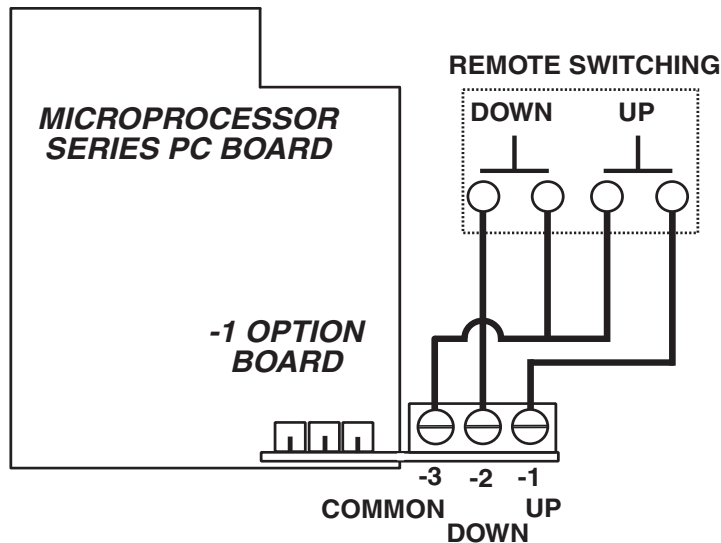 REMOTE SWITCHING
DOWN UP
MICROPROCESSOR
SERIES PC BOARD
-1 OPTION
BOARD
-3 -2 -1
COMMON UP
DOWN